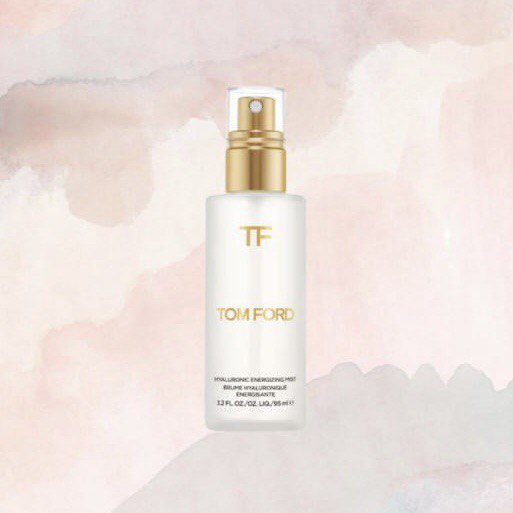 TF
TOM FORD
HYALURONIC ENERGIZING MIST
BRUME HYALURONIQUE
ÉNERGISANTE
3.2 FL.OZ./OZ. LIQ./95 ml ℮